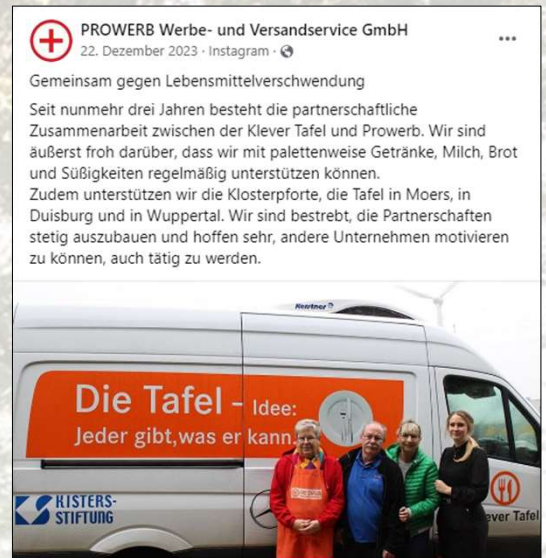 PROWERB Werbe- und Versandservice GmbH
22. Dezember 2023 · Instagram ·
Gemeinsam gegen Lebensmittelverschwendung
Seit nunmehr drei Jahren besteht die partnerschaftliche
Zusammenarbeit zwischen der Klever Tafel und Prowerb. Wir sind
äußerst froh darüber, dass wir mit palettenweise Getränke, Milch, Brot
und Süßigkeiten regelmäßig unterstützen können.
Zudem unterstützen wir die Klosterpforte, die Tafel in Moers, in
Duisburg und in Wuppertal. Wir sind bestrebt, die Partnerschaften
stetig auszubauen und hoffen sehr, andere Unternehmen motivieren
zu können, auch tätig zu werden.
Kerstner
Die Tafel - Idee:
Jeder gibt, was er kann.
KISTERS-
STIFTUNG
ever Tafel